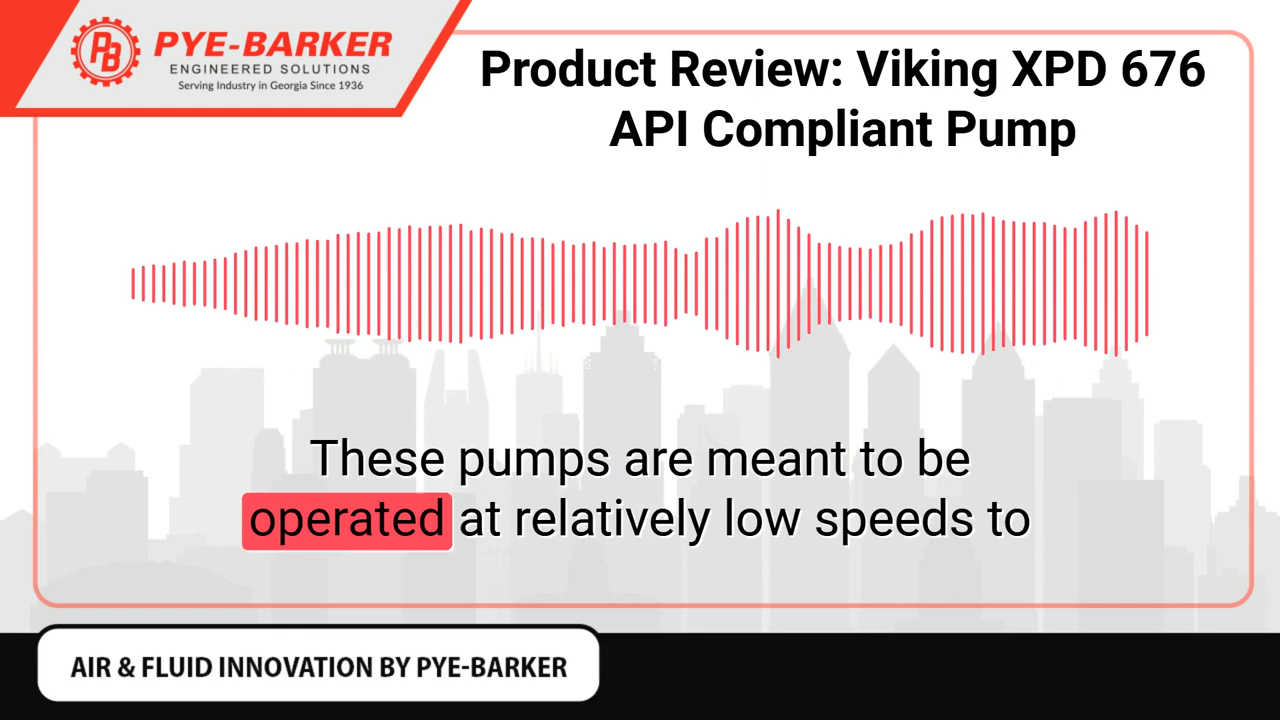 PB
PYE-BARKER
ENGINEERED SOLUTIONS
Serving Industry in Georgia Since 1936
Product Review: Viking XPD 676
API Compliant Pump
These pumps are meant to be
operated at relatively low speeds to
AIR & FLUID INNOVATION BY PYE-BARKER